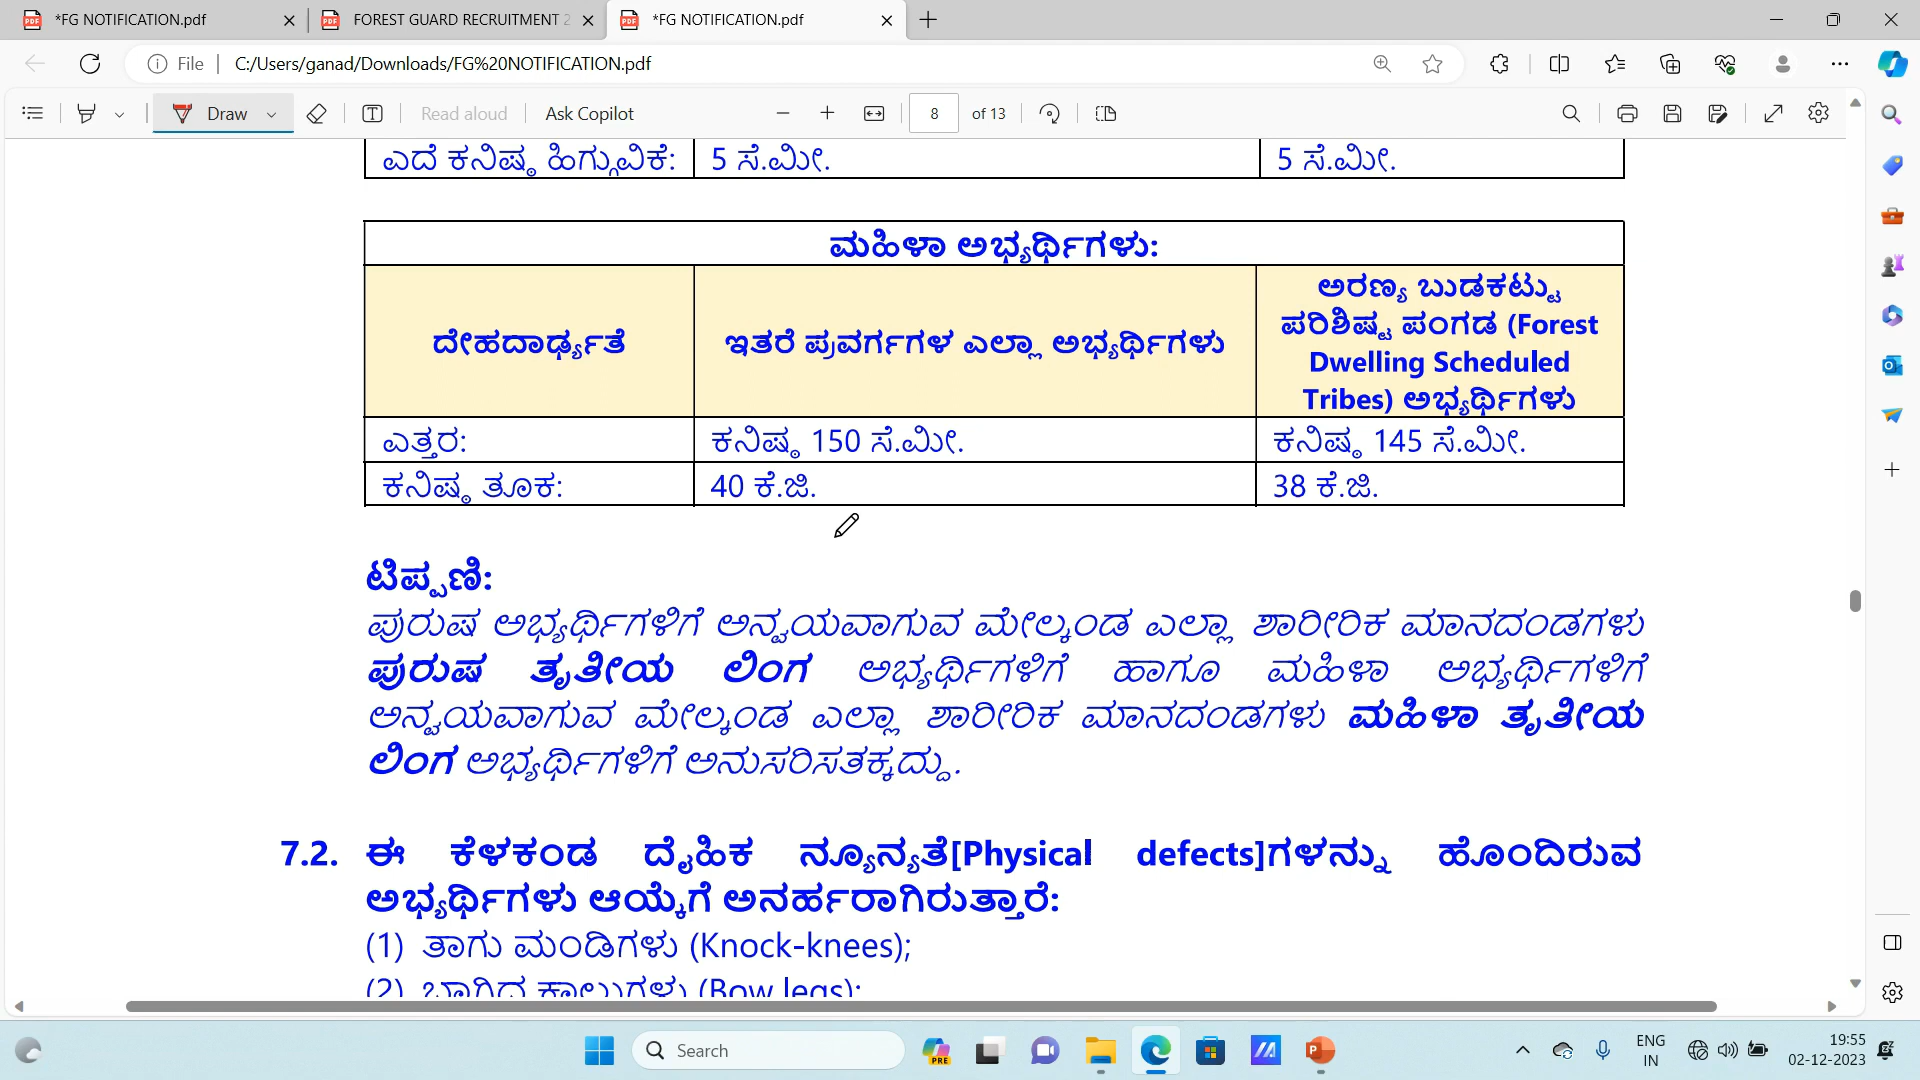 *FG NOTIFICATION.pdf
FOREST GUARD RECRUITMENT 2
*FG NOTIFICATION.pdf
File
C:/Users/ganad/Downloads/FG%20NOTIFICATION.pdf
Draw
Read aloud
Ask Copilot
8
of 13
ಎದೆ ಕನಿಷ್ಠ ಹಿಗ್ಗುವಿಕೆ: 5 ಸೆ.ಮೀ. 5 ಸೆ.ಮೀ.
ಮಹಿಳಾ ಅಭ್ಯರ್ಥಿಗಳು:
ದೇಹದಾರ್ಢ್ಯತೆ
ಇತರೆ ಪ್ರವರ್ಗಗಳ ಎಲ್ಲಾ ಅಭ್ಯರ್ಥಿಗಳು
ಅರಣ್ಯ ಬುಡಕಟ್ಟು
ಪರಿಶಿಷ್ಟ ಪಂಗಡ (Forest
Dwelling Scheduled
Tribes) ಅಭ್ಯರ್ಥಿಗಳು
ಎತ್ತರ: ಕನಿಷ್ಠ 150 ಸೆ.ಮೀ. ಕನಿಷ್ಠ 145 ಸೆ.ಮೀ.
ಕನಿಷ್ಠ ತೂಕ: 40 ಕೆ.ಜಿ. 38 ಕೆ.ಜಿ.
ಟಿಪ್ಪಣಿ:
ಪುರುಷ ಅಭ್ಯರ್ಥಿಗಳಿಗೆ ಅನ್ವಯವಾಗುವ ಮೇಲ್ಕಂಡ ಎಲ್ಲಾ ಶಾರೀರಿಕ ಮಾನದಂಡಗಳು
ಪುರುಷ ತೃತೀಯ ಲಿಂಗ ಅಭ್ಯರ್ಥಿಗಳಿಗೆ ಹಾಗೂ ಮಹಿಳಾ ಅಭ್ಯರ್ಥಿಗಳಿಗೆ
ಅನ್ವಯವಾಗುವ ಮೇಲ್ಕಂಡ ಎಲ್ಲಾ ಶಾರೀರಿಕ ಮಾನದಂಡಗಳು ಮಹಿಳಾ ತೃತೀಯ
ಲಿಂಗ ಅಭ್ಯರ್ಥಿಗಳಿಗೆ ಅನುಸರಿಸತಕ್ಕದ್ದು.
7.2. ಈ ಕೆಳಕಂಡ ದೈಹಿಕ ನ್ಯೂನ್ಯತೆ[Physical defects]ಗಳನ್ನು ಹೊಂದಿರುವ
ಅಭ್ಯರ್ಥಿಗಳು ಆಯ್ಕೆಗೆ ಅನರ್ಹರಾಗಿರುತ್ತಾರೆ:
(1) ತಾಗು ಮಂಡಿಗಳು (Knock-knees);
(2) ಬಾಗಿದ ಕಾಲುಗಳು (Bow legs);
Search
PRE
ENG
IN
19:55
02-12-2023